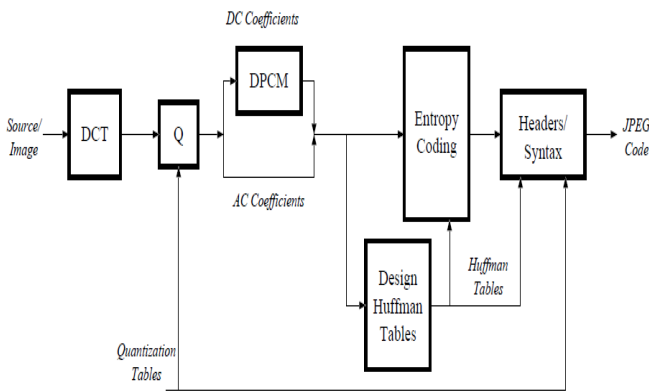 DC Coefficients
DPCM
Source/
Image
DCT
Q
AC Coefficients
Entropy
Coding
Headers/
Syntax
JPEG
Code
Design
Huffman
Tables
Huffman
Tables
Quantization
Tables